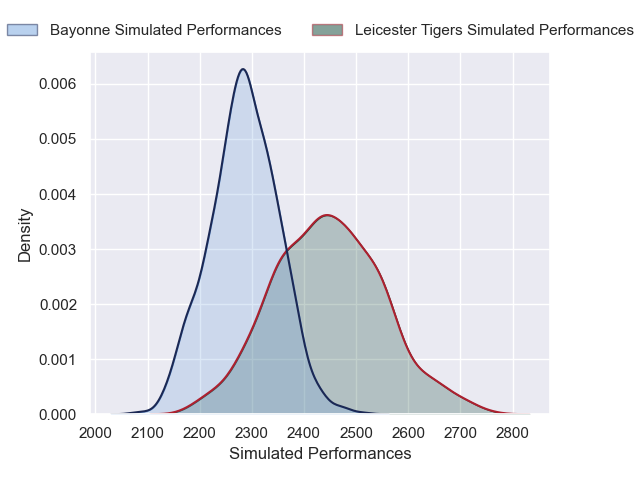 Bayonne Simulated Performances
Leicester Tigers Simulated Performances
0.006
0.005
0.004
0.003
0.002
0.001
0.000
Density
2000 2100 2200 2300 2400 2500 2600 2700 2800
Simulated Performances